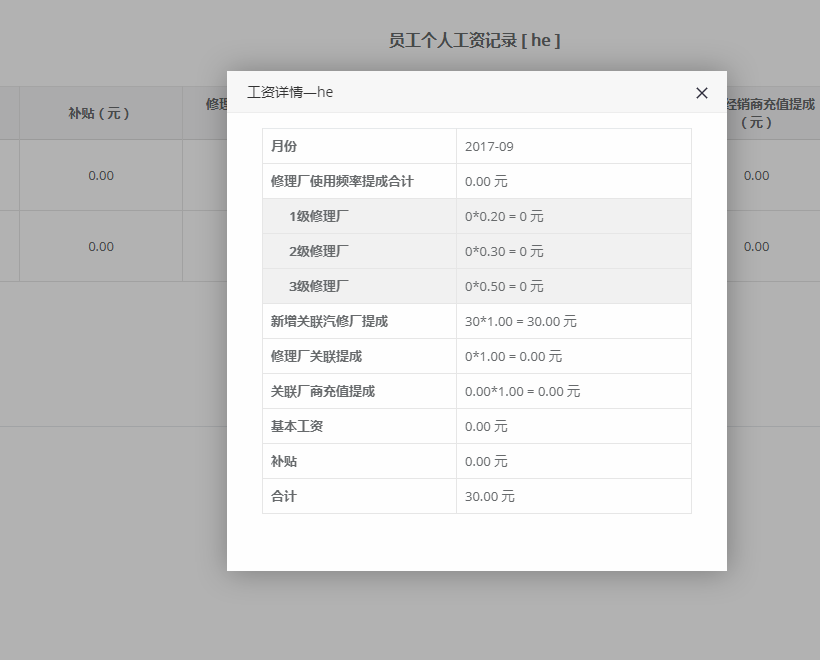 员工个人工资记录 [ he ]
工资详情—he
补贴（元）
修理
经销商充值提成
（元）
0.00
0.00
0.00
0.00
月份 2017-09
修理厂使用频率提成合计 0.00 元
1级修理厂 0*0.20 = 0 元
2级修理厂 0*0.30 = 0 元
3级修理厂 0*0.50 = 0 元
新增关联汽修厂提成 30*1.00 = 30.00 元
修理厂关联提成 0*1.00 = 0.00 元
关联厂商充值提成 0.00*1.00 = 0.00 元
基本工资 0.00 元
补贴 0.00 元
合计 30.00 元